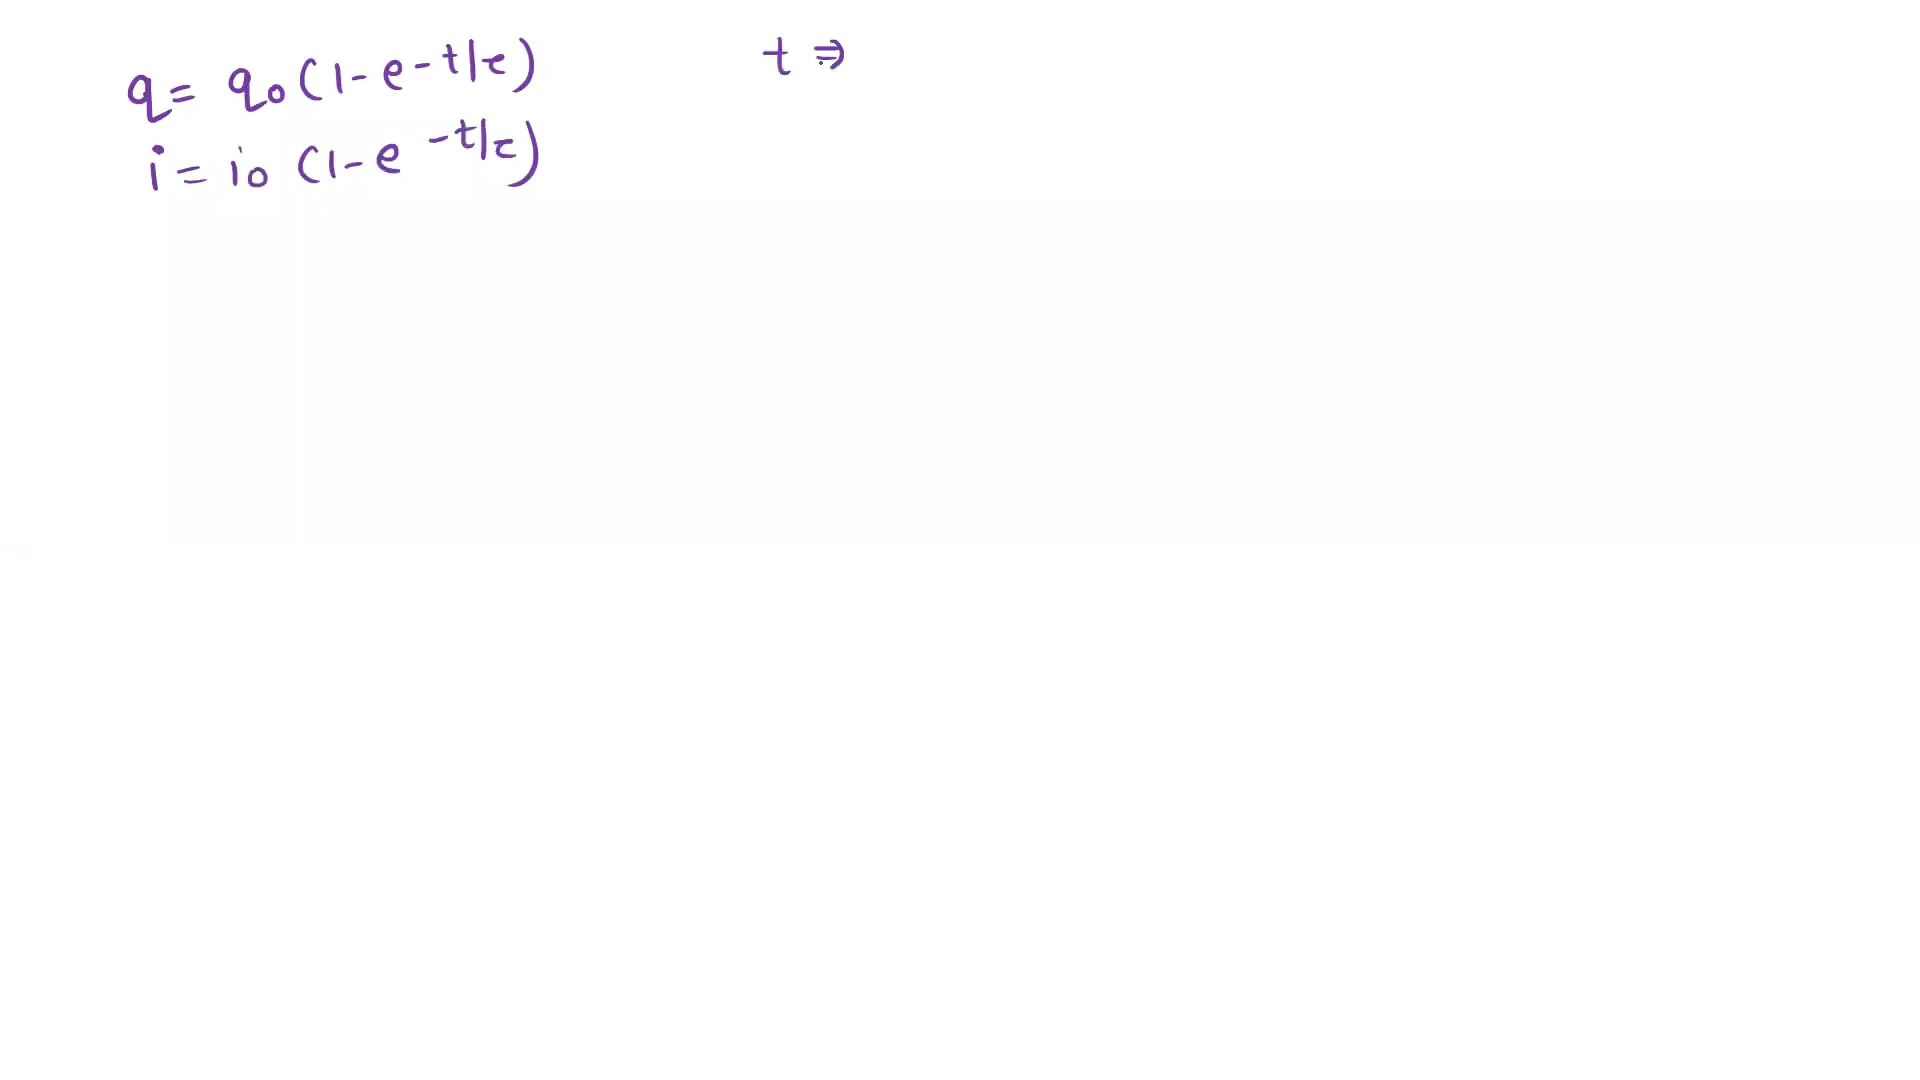 q = q₀ (1 - e - t/τ)
t ⇒
i = i₀ (1 - e - t/τ)